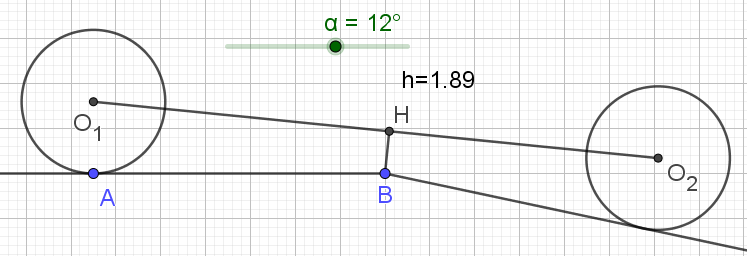 α = 12°
h=1.89
H
O₁
O₂
A
B